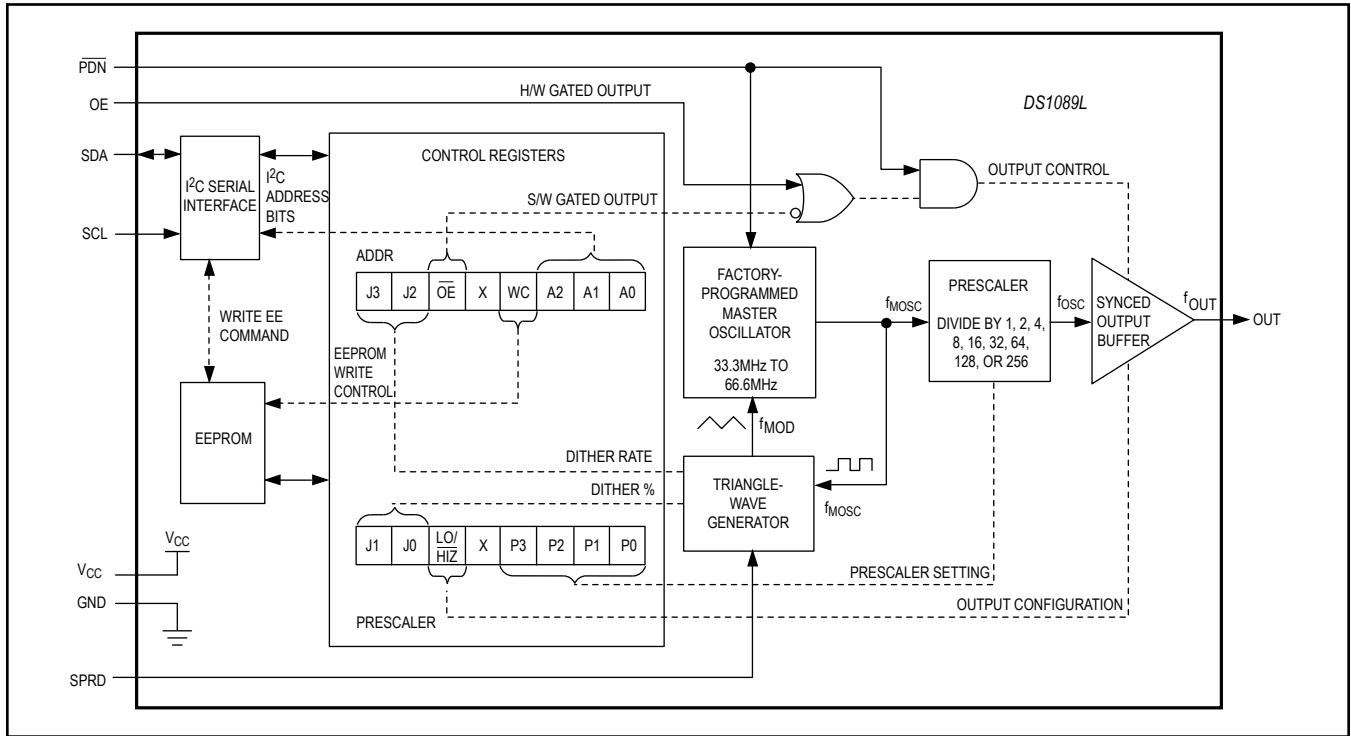 PDN
OE
SDA
SCL
VCC
VCC
GND
SPRD
DS1089L
H/W GATED OUTPUT
I2C SERIAL
INTERFACE
I2C
ADDRESS
BITS
WRITE EE
COMMAND
EEPROM
CONTROL REGISTERS
S/W GATED OUTPUT
ADDR
J3 J2 OE X WC A2 A1 A0
EEPROM
WRITE
CONTROL
DITHER RATE
DITHER %
J1 J0 LO/HIZ X P3 P2 P1 P0
PRESCALER
OUTPUT CONTROL
FACTORY-
PROGRAMMED
MASTER
OSCILLATOR
33.3MHz TO
66.6MHz
fMOD
TRIANGLE-
WAVE
GENERATOR
fMOSC
fMOSC
PRESCALER
DIVIDE BY 1, 2, 4,
8, 16, 32, 64,
128, OR 256
fOSC
SYNCED
OUTPUT
BUFFER
fOUT
OUT
PRESCALER SETTING
OUTPUT CONFIGURATION